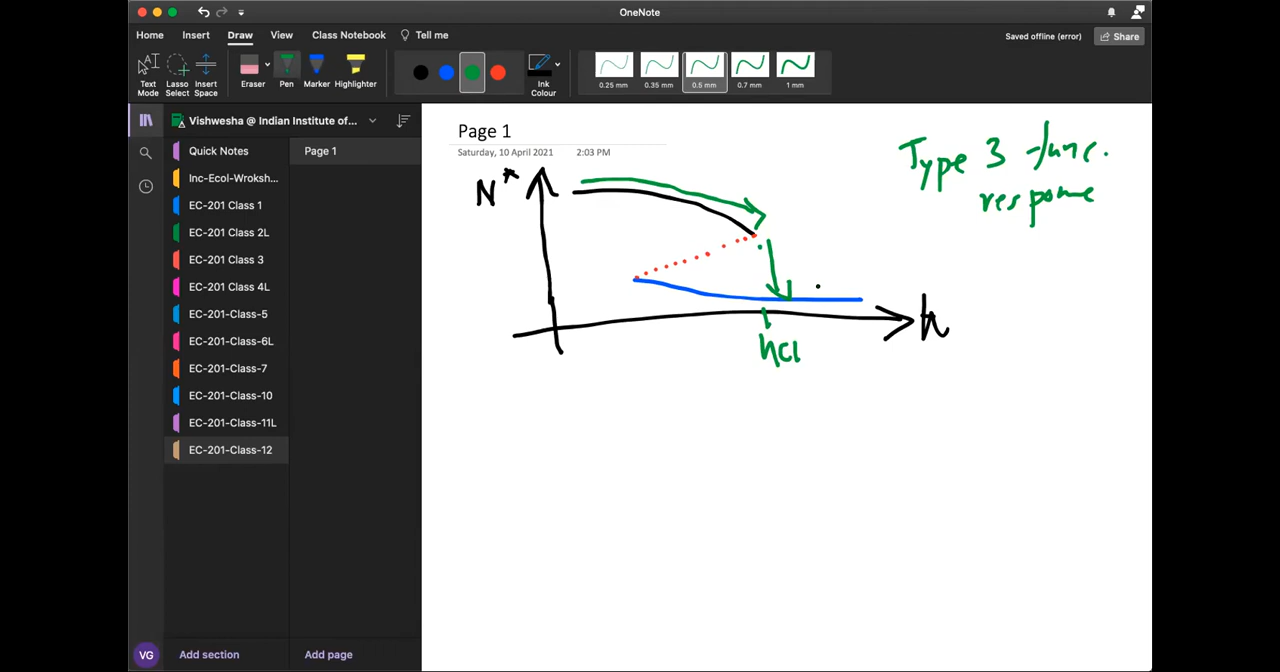 OneNote
Home Insert Draw View Class Notebook Tell me
Saved offline (error) Share
Text Mode Lasso Select Insert Space Eraser Pen Marker Highlighter Ink Colour 0.25 mm 0.35 mm 0.5 mm 0.7 mm 1 mm
Vishwesha @ Indian Institute of...
Quick Notes
Inc-Ecol-Wroksh...
EC-201 Class 1
EC-201 Class 2L
EC-201 Class 3
EC-201 Class 4L
EC-201-Class-5
EC-201-Class-6L
EC-201-Class-7
EC-201-Class-10
EC-201-Class-11L
EC-201-Class-12
Add section
VG
Page 1
Add page
Page 1
Saturday, 10 April 2021 2:03 PM
Type 3 func.
response
N*
h
hc1